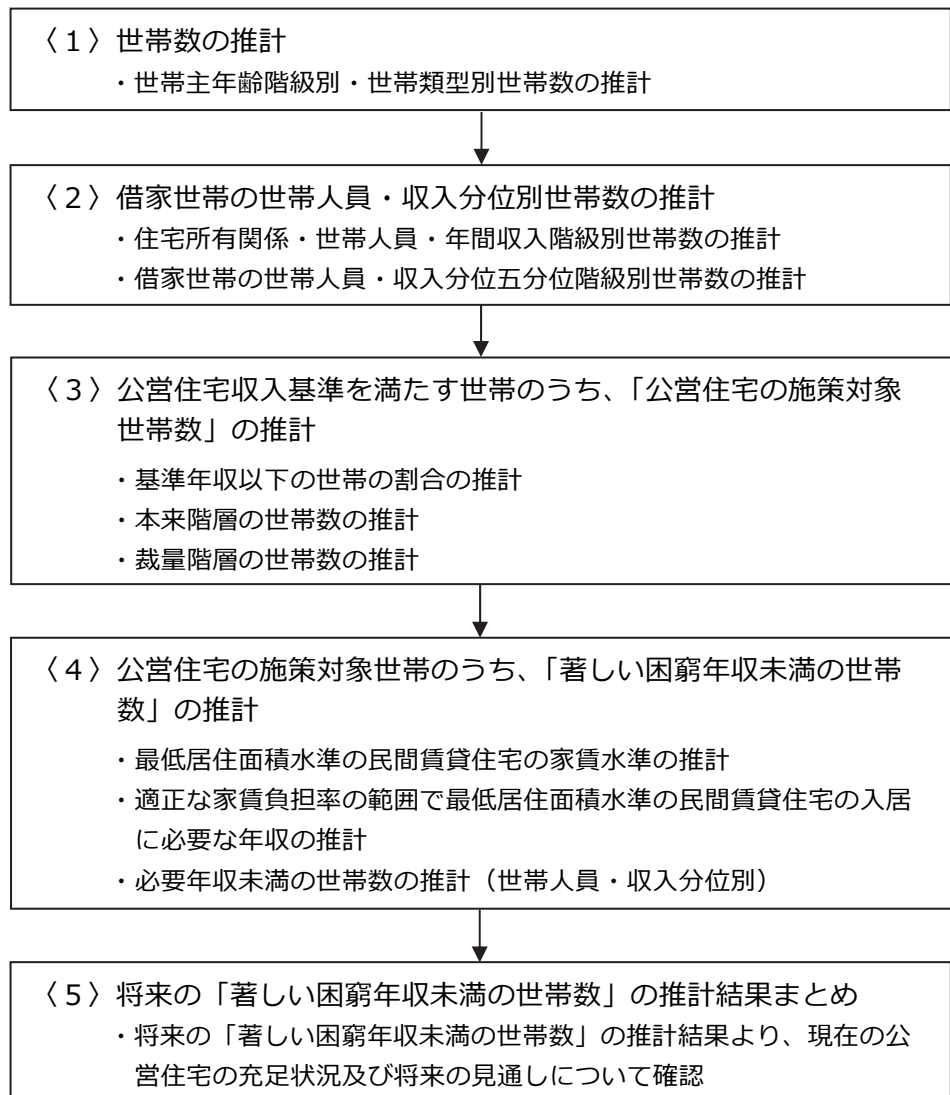 〈１〉世帯数の推計
・世帯主年齢階級別・世帯類型別世帯数の推計
〈２〉借家世帯の世帯人員・収入分位別世帯数の推計
・住宅所有関係・世帯人員・年間収入階級別世帯数の推計
・借家世帯の世帯人員・収入分位五分位階級別世帯数の推計
〈３〉公営住宅収入基準を満たす世帯のうち、「公営住宅の施策対象
世帯数」の推計
・基準年収以下の世帯の割合の推計
・本来階層の世帯数の推計
・裁量階層の世帯数の推計
〈４〉公営住宅の施策対象世帯のうち、「著しい困窮年収未満の世帯
数」の推計
・最低居住面積水準の民間賃貸住宅の家賃水準の推計
・適正な家賃負担率の範囲で最低居住面積水準の民間賃貸住宅の入居
に必要な年収の推計
・必要年収未満の世帯数の推計（世帯人員・収入分位別）
〈５〉将来の「著しい困窮年収未満の世帯数」の推計結果まとめ
・将来の「著しい困窮年収未満の世帯数」の推計結果より、現在の公
営住宅の充足状況及び将来の見通しについて確認